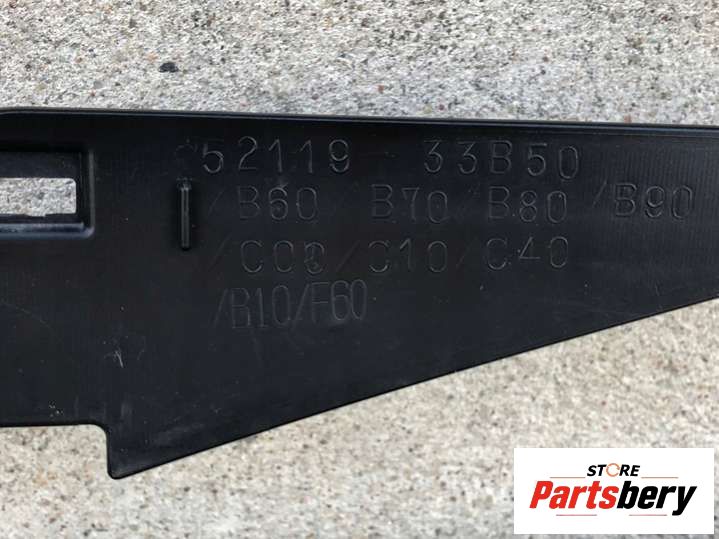 52119 - 33B50
/B60/B70/B80/B90
/C00/C10/C40
/B10/F60
STORE
Partsbery